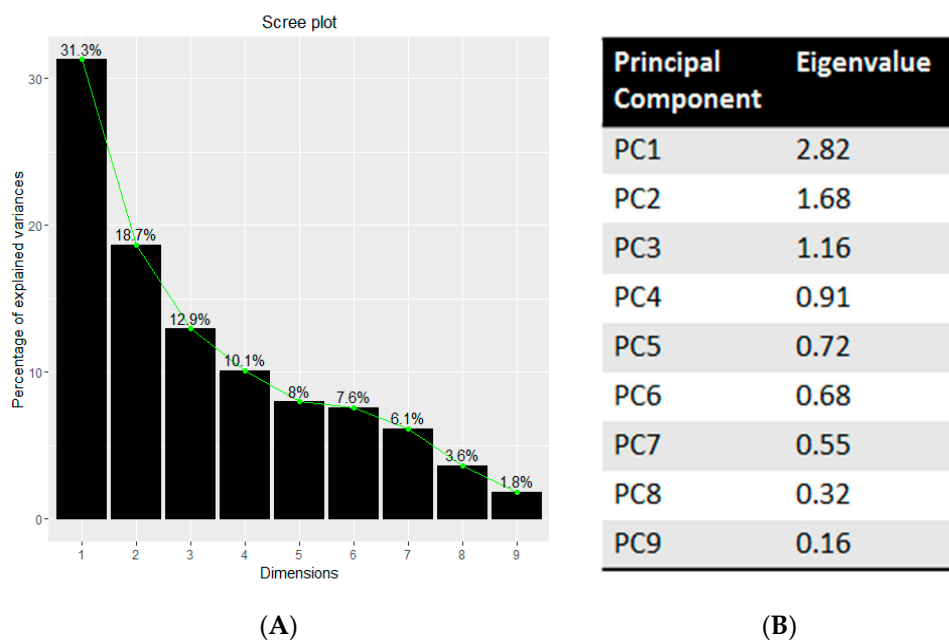 Scree plot
31.3%
18.7%
12.9%
10.1%
8%
7.6%
6.1%
3.6%
1.8%
30
20
10
0
Percentage of explained variances
1 2 3 4 5 6 7 8 9
Dimensions
(A)
Principal Component Eigenvalue
PC1 2.82
PC2 1.68
PC3 1.16
PC4 0.91
PC5 0.72
PC6 0.68
PC7 0.55
PC8 0.32
PC9 0.16
(B)